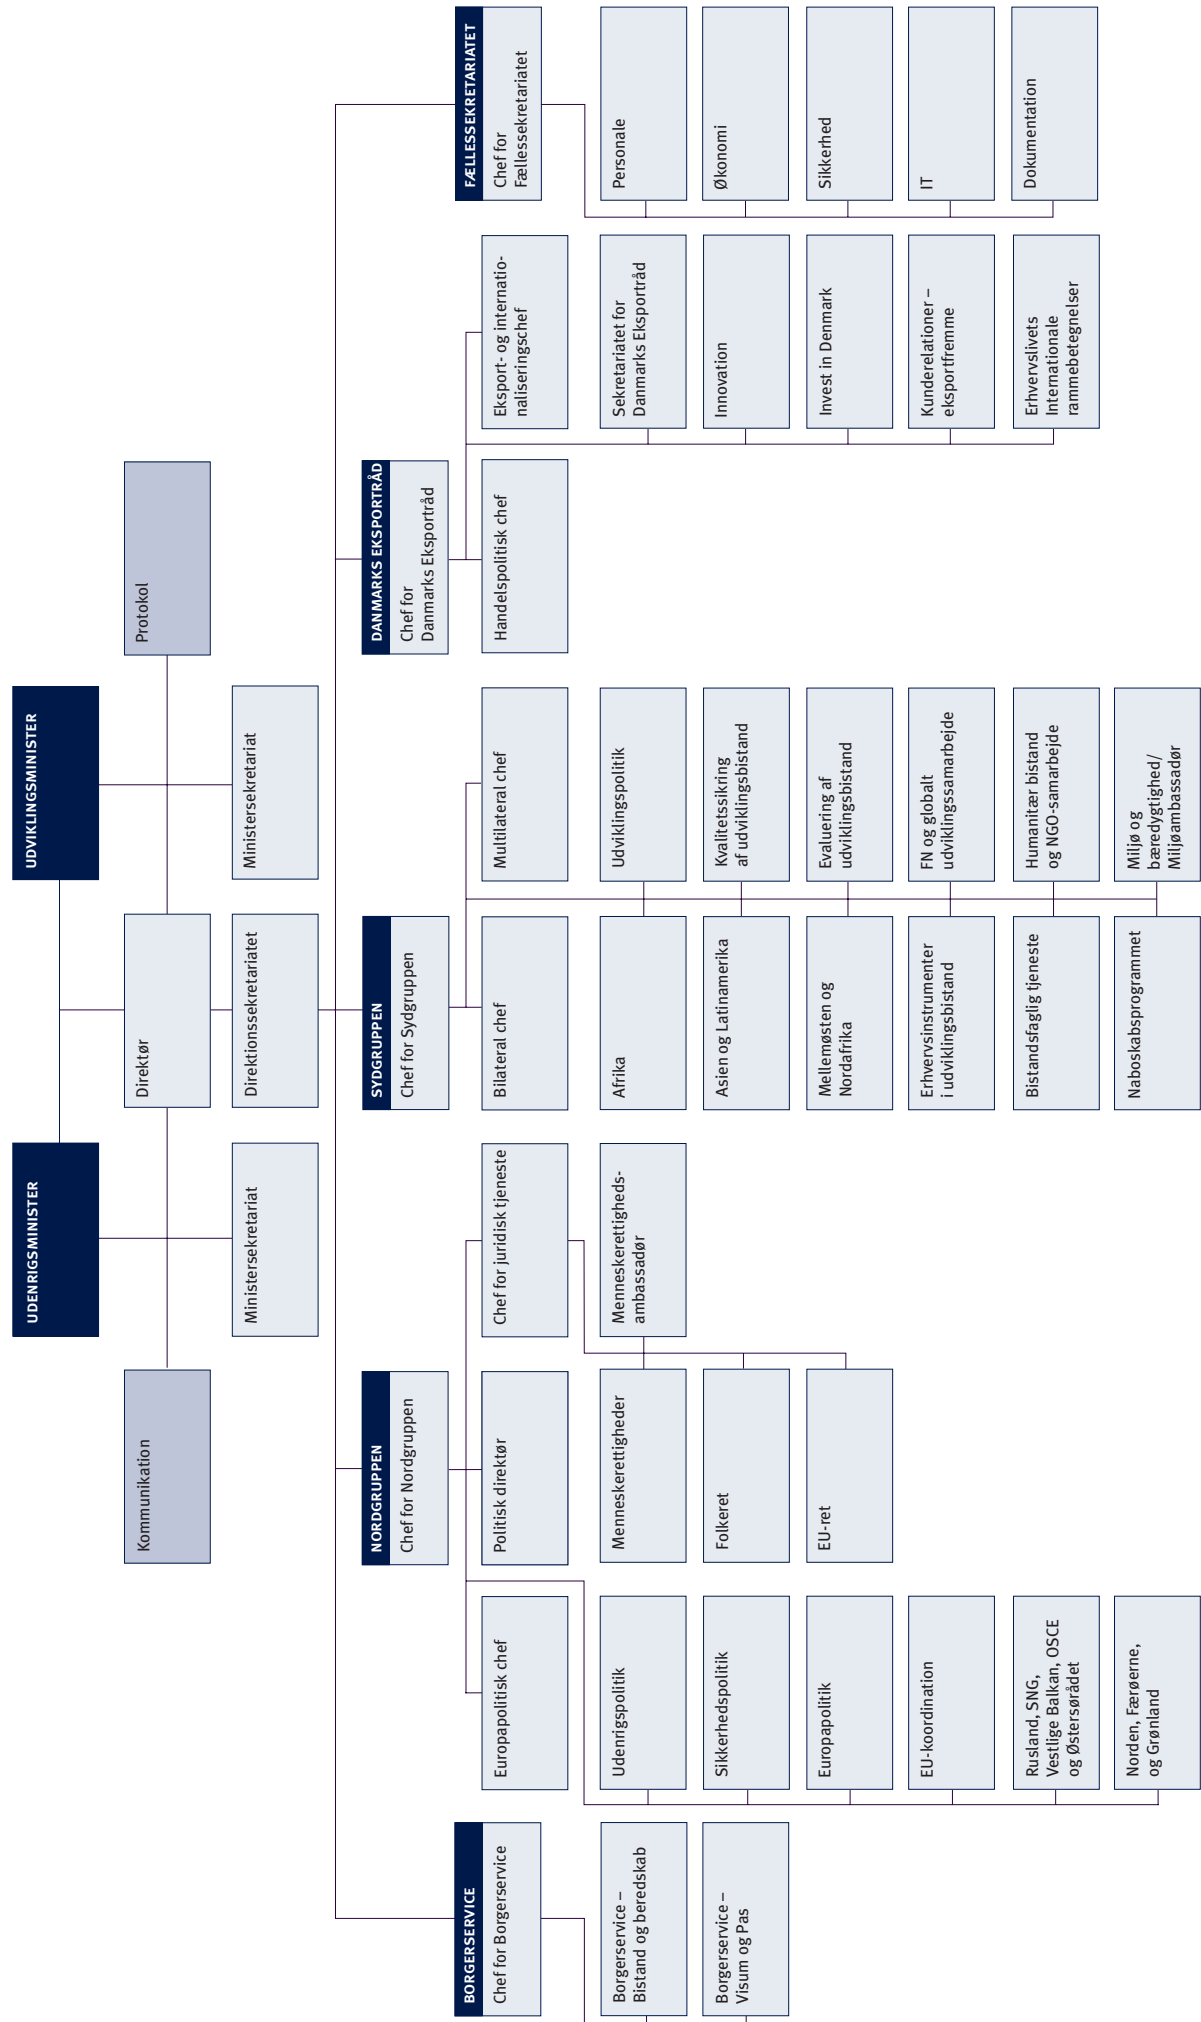 UDENRIGSMINISTER
UDVIKLINGSMINISTER
Kommunikation
Direktør
Protokol
Ministersekretariat
Direktionssekretariatet
Ministersekretariat
BORGERSERVICE
Chef for Borgerservice
Borgerservice –
Bistand og beredskab
Borgerservice –
Visum og Pas
NORDGRUPPEN
Chef for Nordgruppen
Europapolitisk chef
Politisk direktør
Chef for juridisk tjeneste
Udenrigspolitik
Sikkerhedspolitik
Europapolitik
EU-koordination
Rusland, SNG,
Vestlige Balkan, OSCE
og Østersørådet
Norden, Færøerne,
og Grønland
Menneskerettigheder
Folkeret
EU-ret
Menneskerettigheds-
ambassadør
SYDGRUPPEN
Chef for Sydgruppen
Bilateral chef
Multilateral chef
Afrika
Asien og Latinamerika
Mellemøsten og
Nordafrika
Erhvervsinstrumenter
i udviklingsbistand
Bistandsfaglig tjeneste
Naboskabsprogrammet
Udviklingspolitik
Kvalitetssikring
af udviklingsbistand
Evaluering af
udviklingsbistand
FN og globalt
udviklingssamarbejde
Humanitær bistand
og NGO-samarbejde
Miljø og
bæredygtighed/
Miljøambassadør
DANMARKS EKSPORTRÅD
Chef for
Danmarks Eksportråd
Handelspolitisk chef
Eksport- og internatio-
naliseringschef
Sekretariatet for
Danmarks Eksportråd
Innovation
Invest in Denmark
Kunderelationer –
eksportfremme
Erhvervslivets
Internationale
rammebetegnelser
FÆLLESSEKRETARIATET
Chef for
Fællessekretariatet
Personale
Økonomi
Sikkerhed
IT
Dokumentation